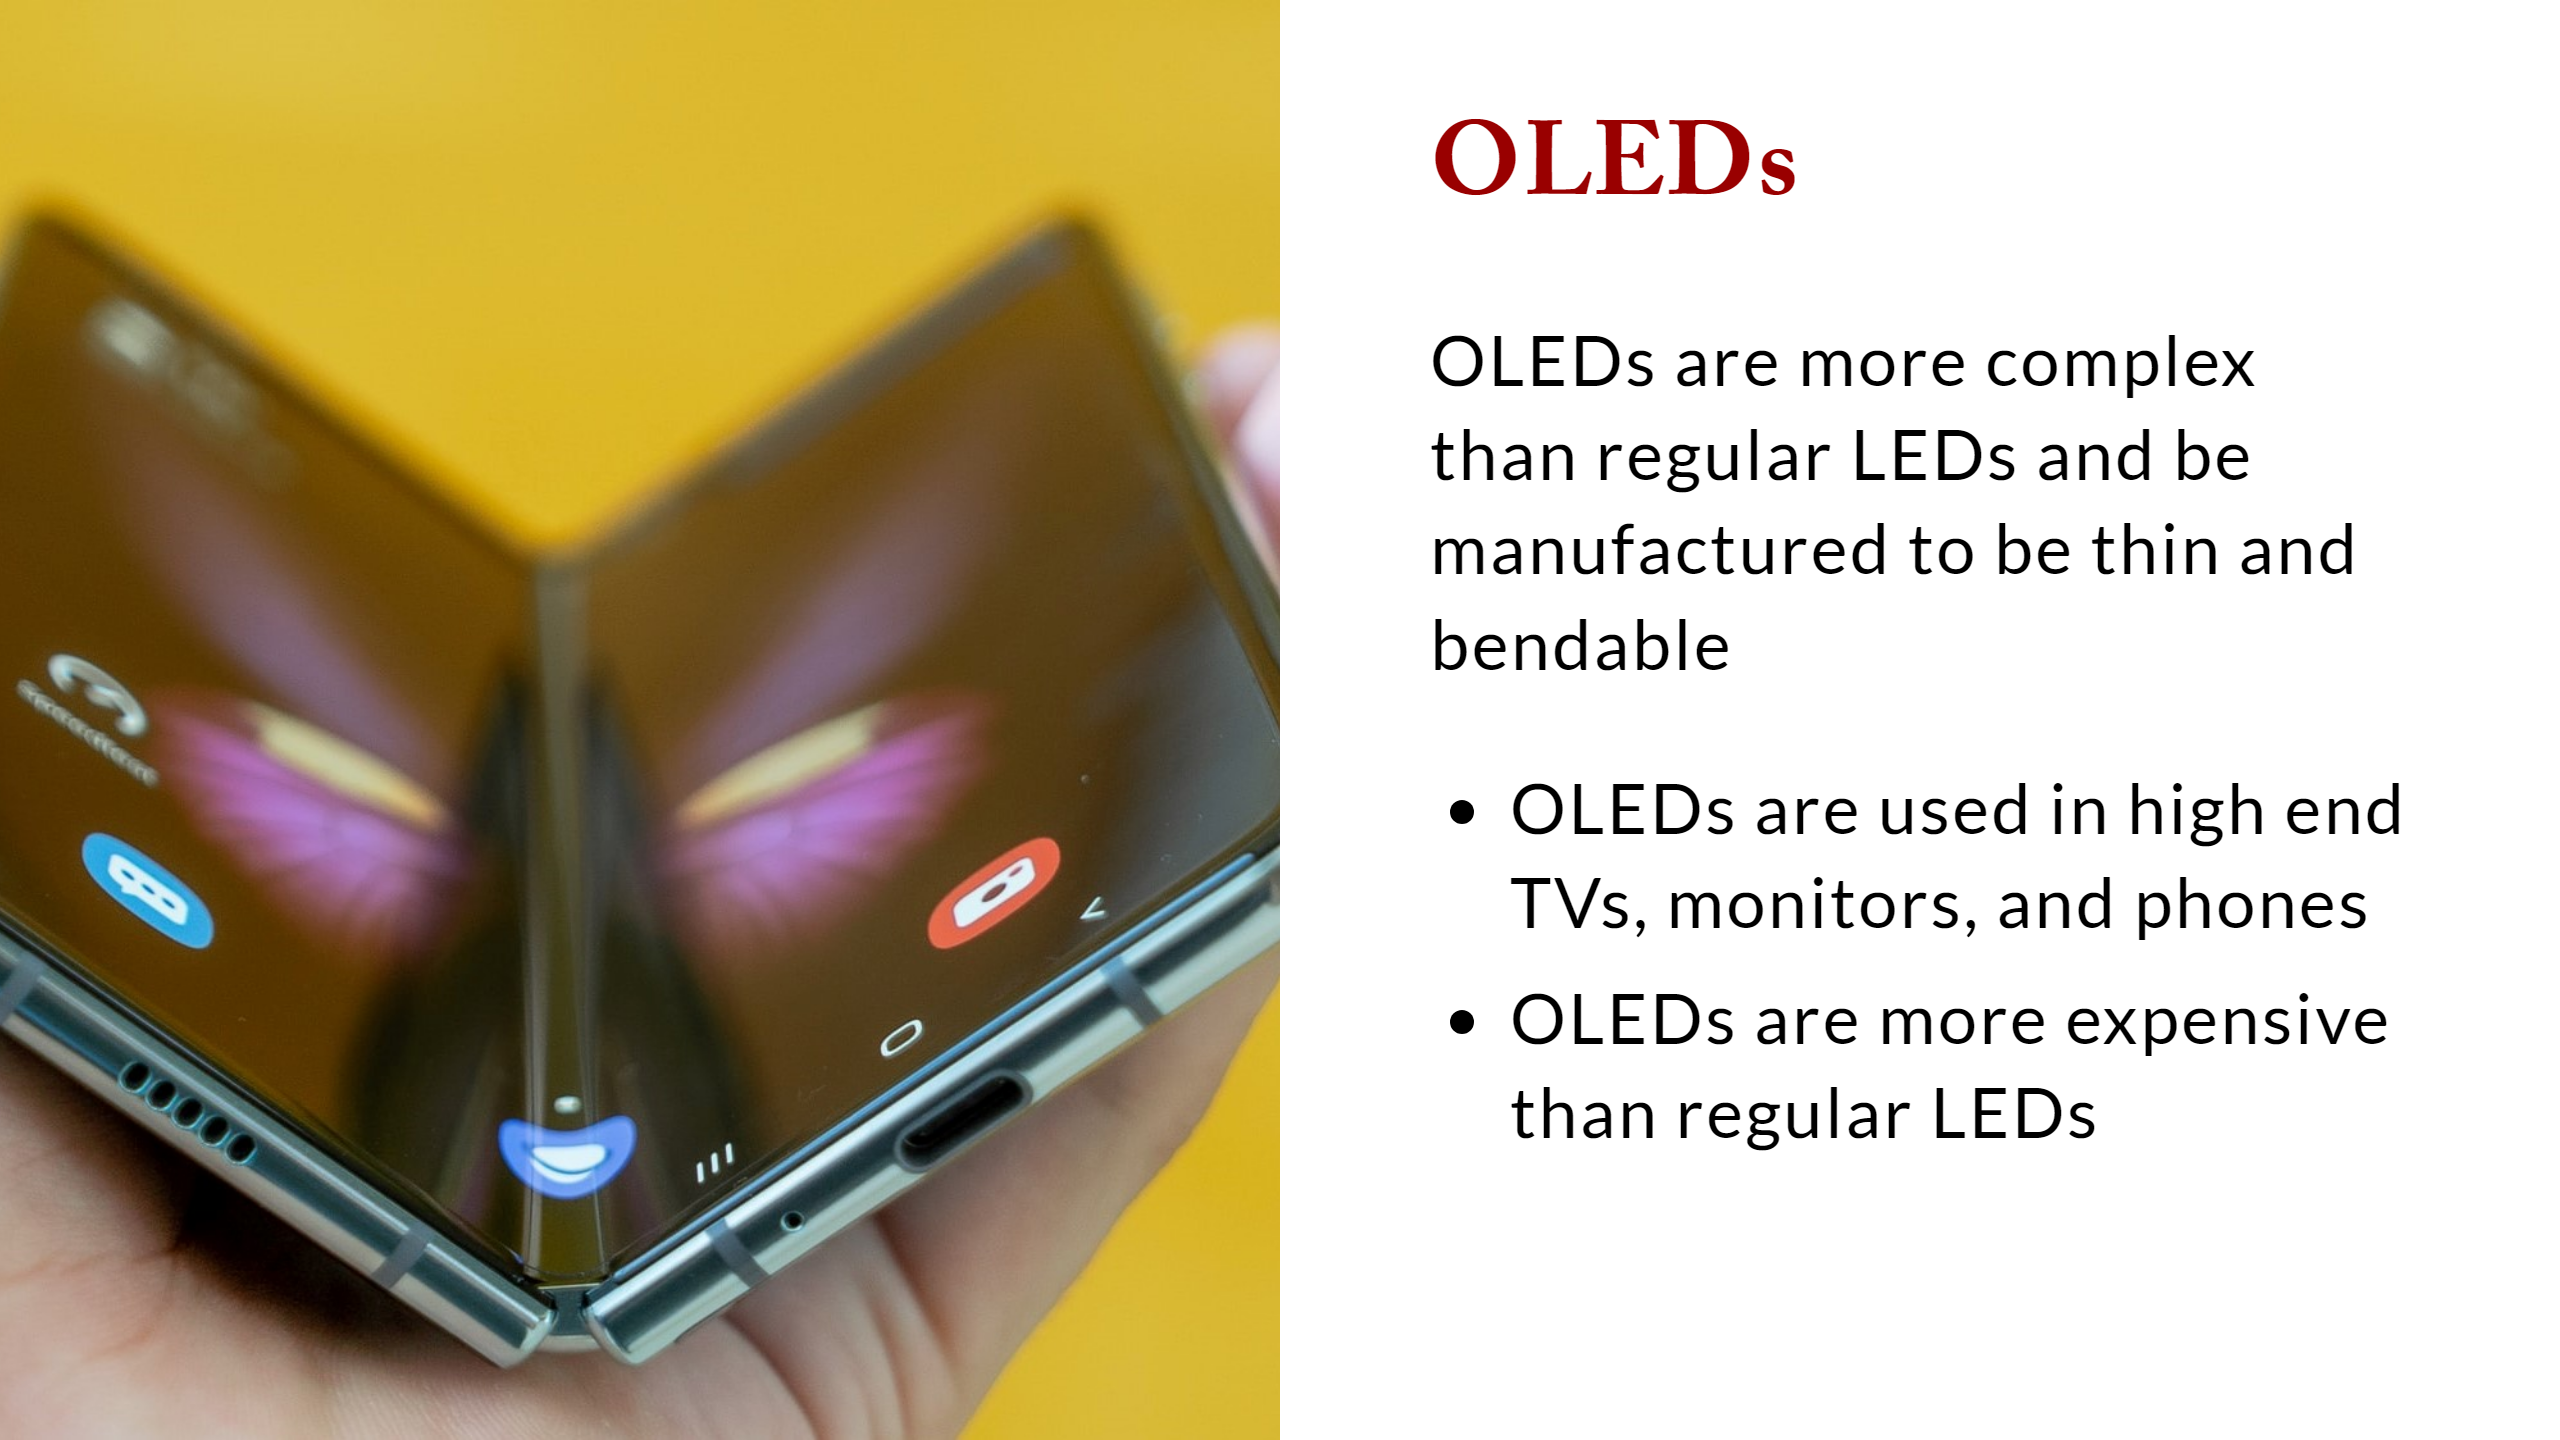 OLEDs
OLEDs are more complex
than regular LEDs and be
manufactured to be thin and
bendable
• OLEDs are used in high end
TVs, monitors, and phones
• OLEDs are more expensive
than regular LEDs